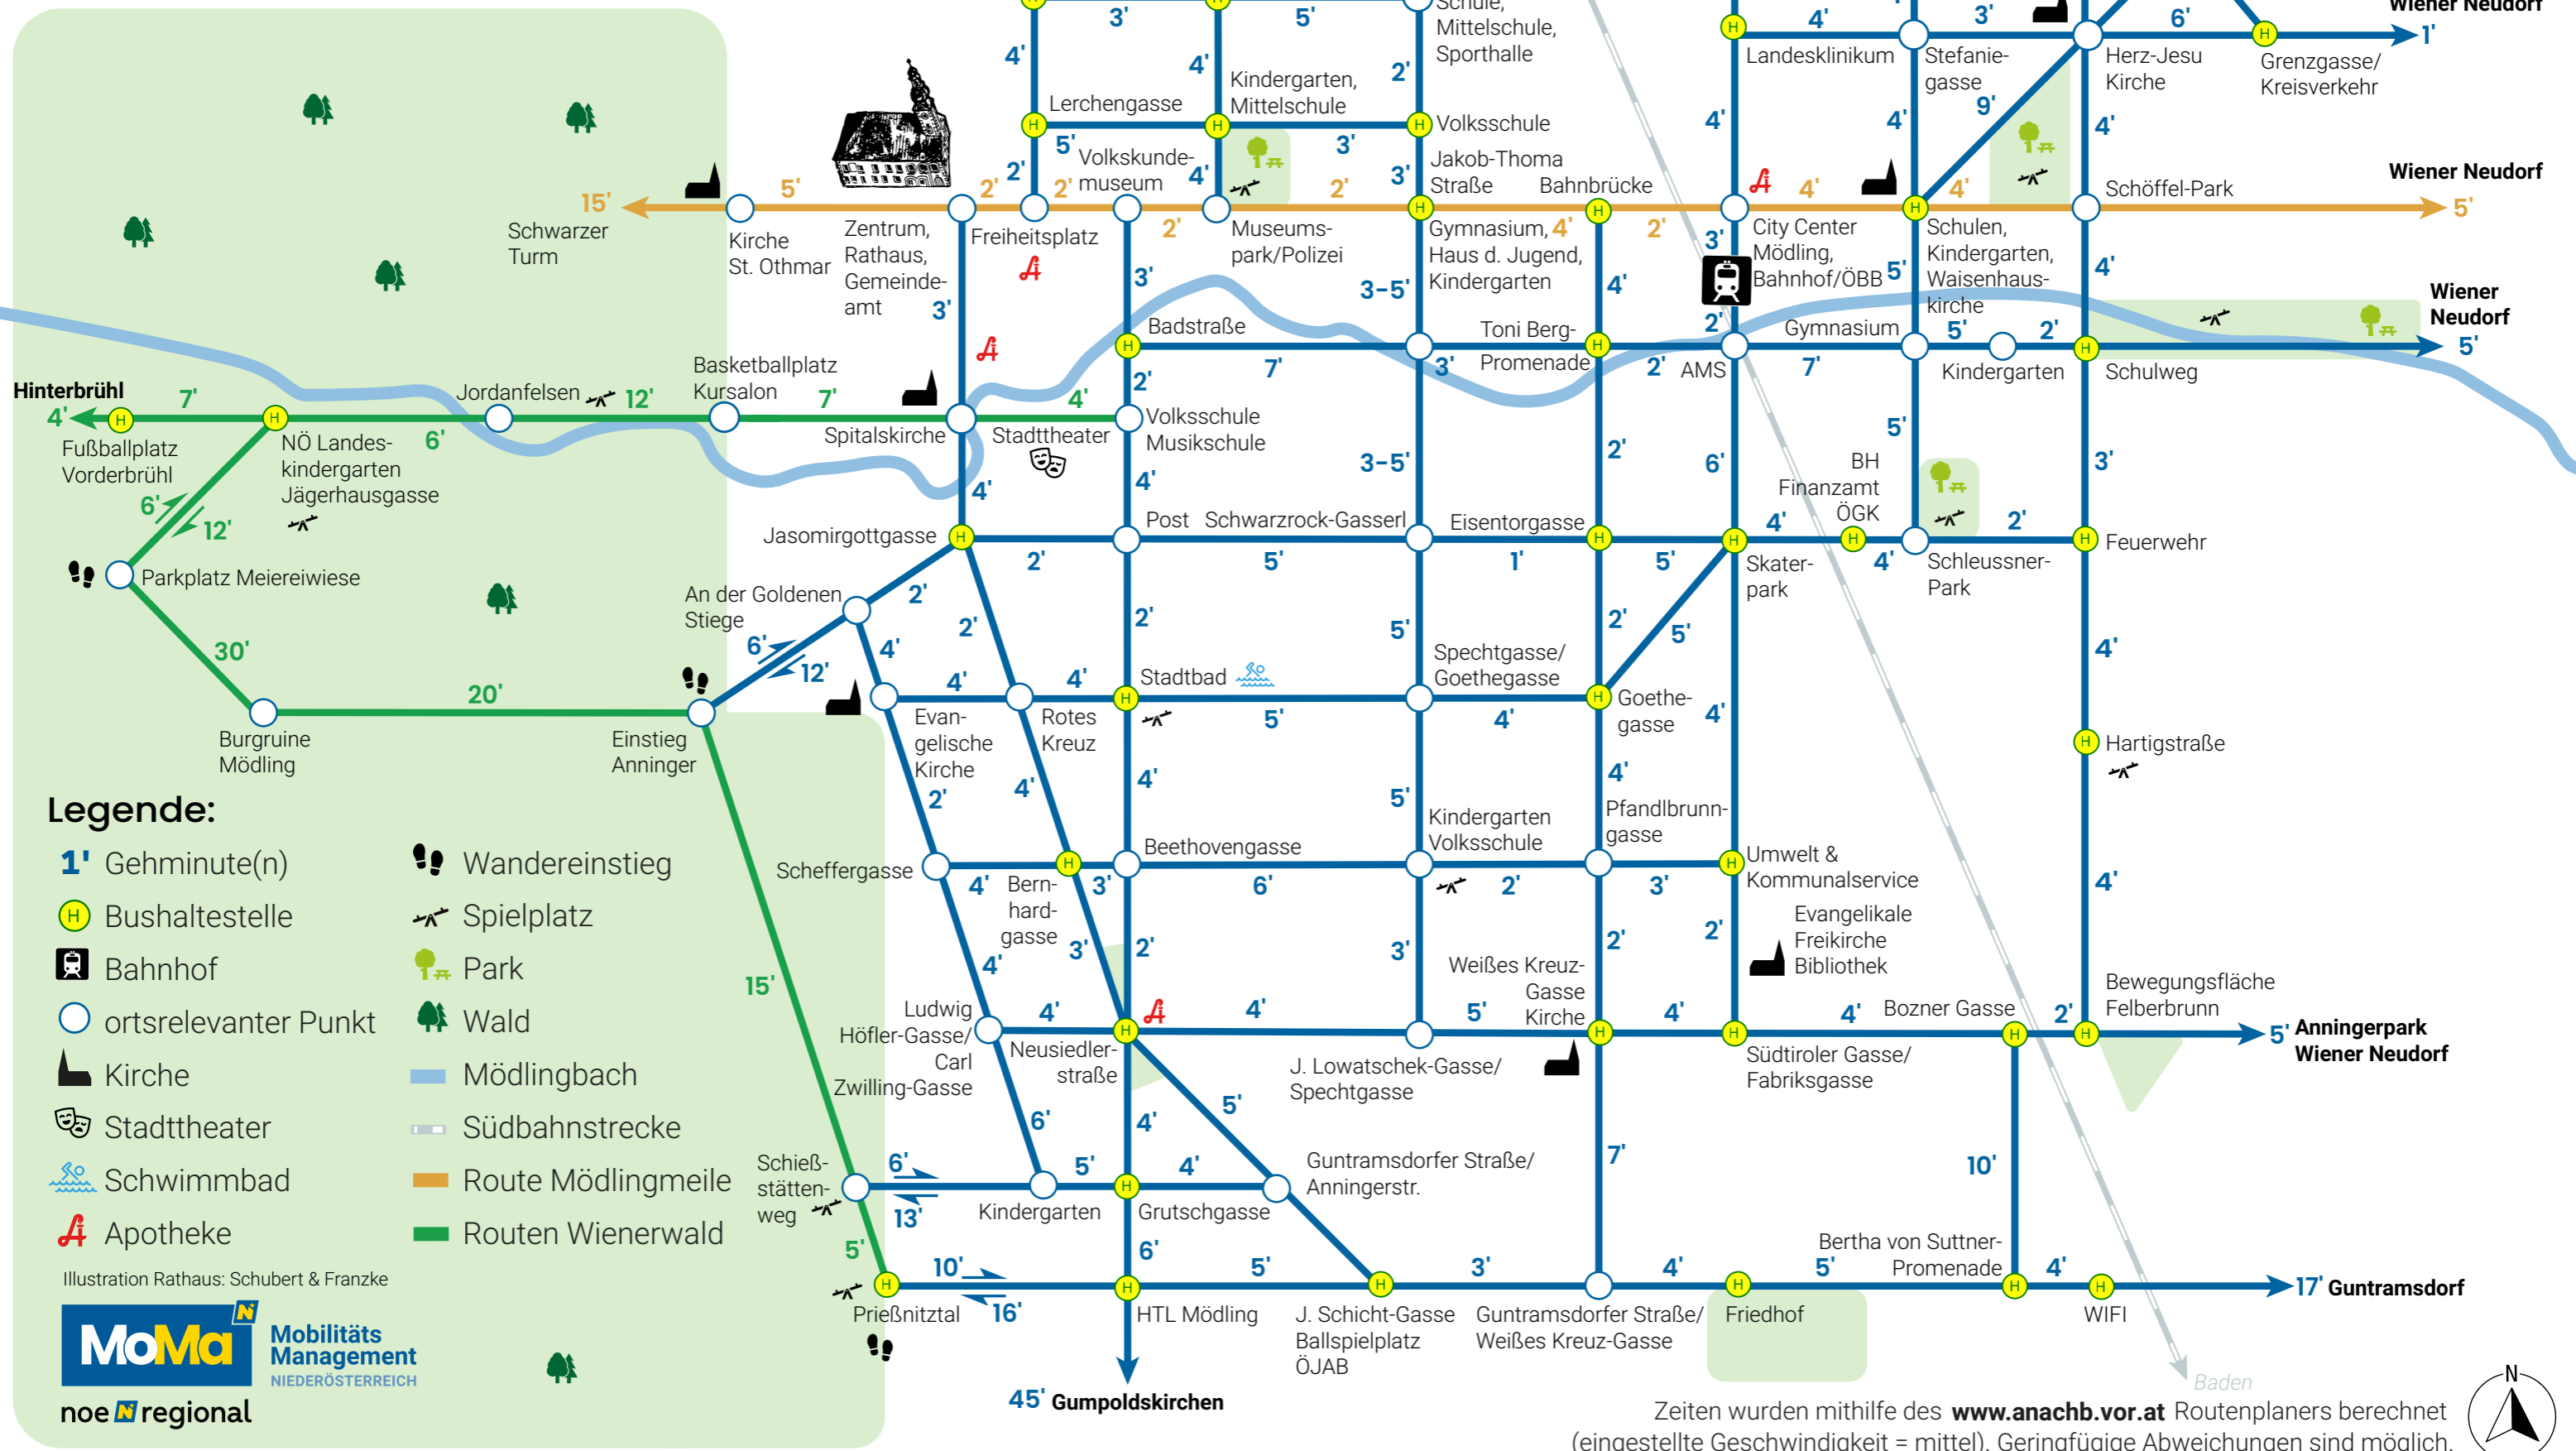 Wiener Neudorf
3'
5'
Schule,
Mittelschule,
Sporthalle
4'
3'
6'
1'
H
Landesklinikum
Stefanie-
gasse
Herz-Jesu
Kirche
Grenzgasse/
Kreisverkehr
4'
4'
2'
Kindergarten,
Mittelschule
9'
Lerchengasse
Volksschule
5'
3'
4'
4'
4'
Volkskunde-
museum
2'
4'
3'
Jakob-Thoma
Straße
Bahnbrücke
Wiener Neudorf
15'
5'
2'
2'
2'
2'
4'
2'
4'
4'
Schöffel-Park
5'
Schwarzer
Turm
Kirche
St. Othmar
Zentrum,
Rathaus,
Gemeinde-
amt
Freiheitsplatz
Museums-
park/Polizei
Gymnasium,
Haus d. Jugend,
Kindergarten
City Center
Mödling,
Bahnhof/ÖBB
Schulen,
Kindergarten,
Waisenhaus-
kirche
3'
3'
3-5'
4'
3'
5'
4'
Wiener
Neudorf
Badstraße
Toni Berg-
Promenade
2'
Gymnasium
5'
2'
5'
7'
3'
2'
AMS
7'
Kindergarten
Schulweg
Hinterbrühl
4'
7'
Jordanfelsen
12'
Basketballplatz
Kursalon
7'
4'
2'
Fußballplatz
Vorderbrühl
NÖ Landes-
kindergarten
Jägerhausgasse
6'
Spitalskirche
Stadttheater
Volksschule
Musikschule
6'
12'
4'
4'
3-5'
2'
6'
5'
3'
BH
Finanzamt
ÖGK
Jasomirgottgasse
Post
Schwarzrock-Gasserl
Eisentorgasse
4'
2'
Feuerwehr
2'
5'
1'
5'
Skater-
park
4'
Schleussner-
Park
Parkplatz Meiereiwiese
An der Goldenen
Stiege
2'
2'
2'
5'
2'
5'
4'
30'
6'
12'
4'
Spechtgasse/
Goethegasse
20'
4'
4'
Stadtbad
5'
4'
Goethe-
gasse
4'
Burgruine
Mödling
Einstieg
Anninger
Evan-
gelische
Kirche
Rotes
Kreuz
Hartigstraße
2'
4'
4'
5'
4'
Pfandlbrunn-
gasse
Scheffergasse
Beethovengasse
Kindergarten
Volksschule
Umwelt &
Kommunalservice
4'
Bern-
hard-
gasse
3'
6'
2'
3'
4'
Evangelikale
Freikirche
Bibliothek
4'
3'
2'
3'
2'
2'
15'
Ludwig
Höfler-Gasse/
Carl
Zwilling-Gasse
4'
Neusiedler-
straße
4'
5'
Weißes Kreuz-
Gasse
Kirche
4'
4'
Bozner Gasse
2'
Bewegungsfläche
Felberbrunn
5'
Anningerpark
Wiener Neudorf
J. Lowatschek-Gasse/
Spechtgasse
Südtiroler Gasse/
Fabriksgasse
6'
4'
5'
7'
10'
Schieß-
stätten-
weg
6'
13'
5'
4'
Kindergarten
Grutschgasse
Guntramsdorfer Straße/
Anningerstr.
5'
10'
16'
6'
5'
3'
4'
5'
Bertha von Suttner-
Promenade
4'
17' Guntramsdorf
Prießnitztal
HTL Mödling
J. Schicht-Gasse
Ballspielplatz
ÖJAB
Guntramsdorfer Straße/
Weißes Kreuz-Gasse
Friedhof
WIFI
45' Gumpoldskirchen
Baden
Legende:
1' Gehminute(n)
H Bushaltestelle
Bahnhof
ortsrelevanter Punkt
Kirche
Stadttheater
Schwimmbad
Apotheke
Wandereinstieg
Spielplatz
Park
Wald
Mödlingbach
Südbahnstrecke
Route Mödlingmeile
Routen Wienerwald
Illustration Rathaus: Schubert & Franzke
MoMa N
Mobilitäts
Management
NIEDERÖSTERREICH
noe N regional
N
Zeiten wurden mithilfe des www.anachb.vor.at Routenplaners berechnet
(eingestellte Geschwindigkeit = mittel). Geringfügige Abweichungen sind möglich.